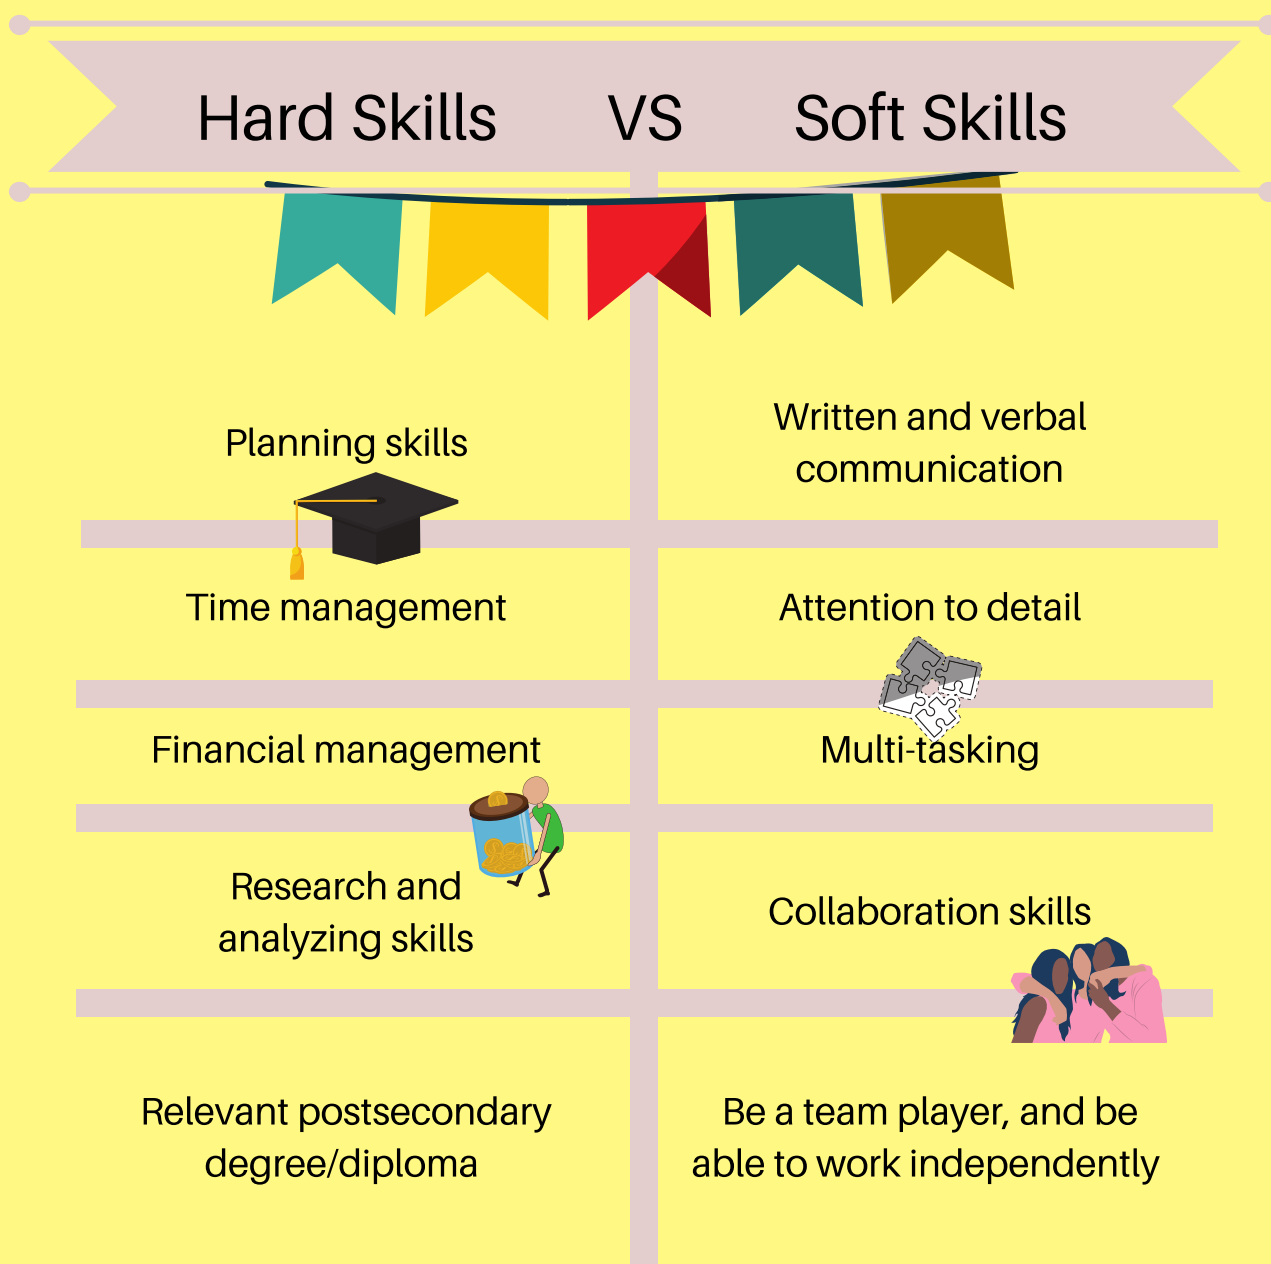 Hard Skills VS Soft Skills
Planning skills
Written and verbal
communication
Time management
Attention to detail
Financial management
Multi-tasking
Research and
analyzing skills
Collaboration skills
Relevant postsecondary
degree/diploma
Be a team player, and be
able to work independently